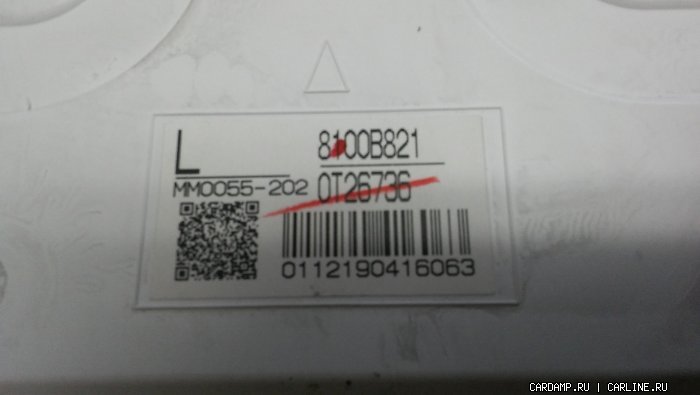 L
8100B821
MM0055-202
0T26736
0112190416063
CARDAMP.RU | CARLINE.RU